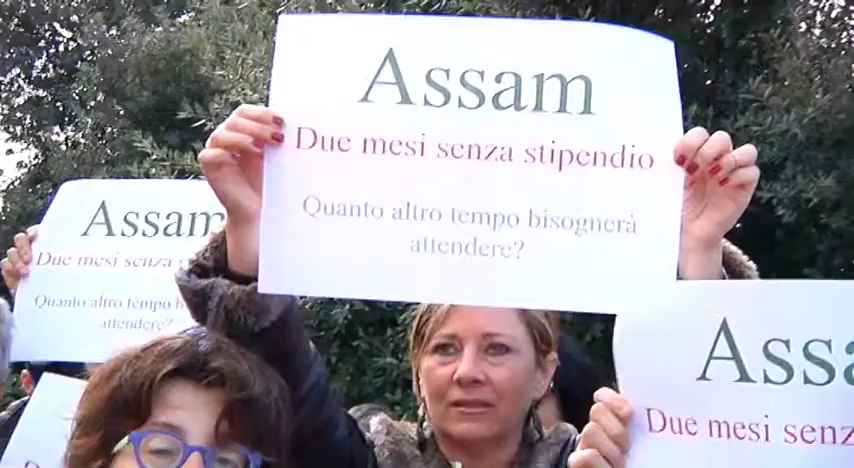 Assam
Due mesi senza stipendio
Quanto altro tempo bisognerà
attendere?
Assam
Due mesi senza
Quanto altro tempo
attendere?
Assa
Due mesi senz